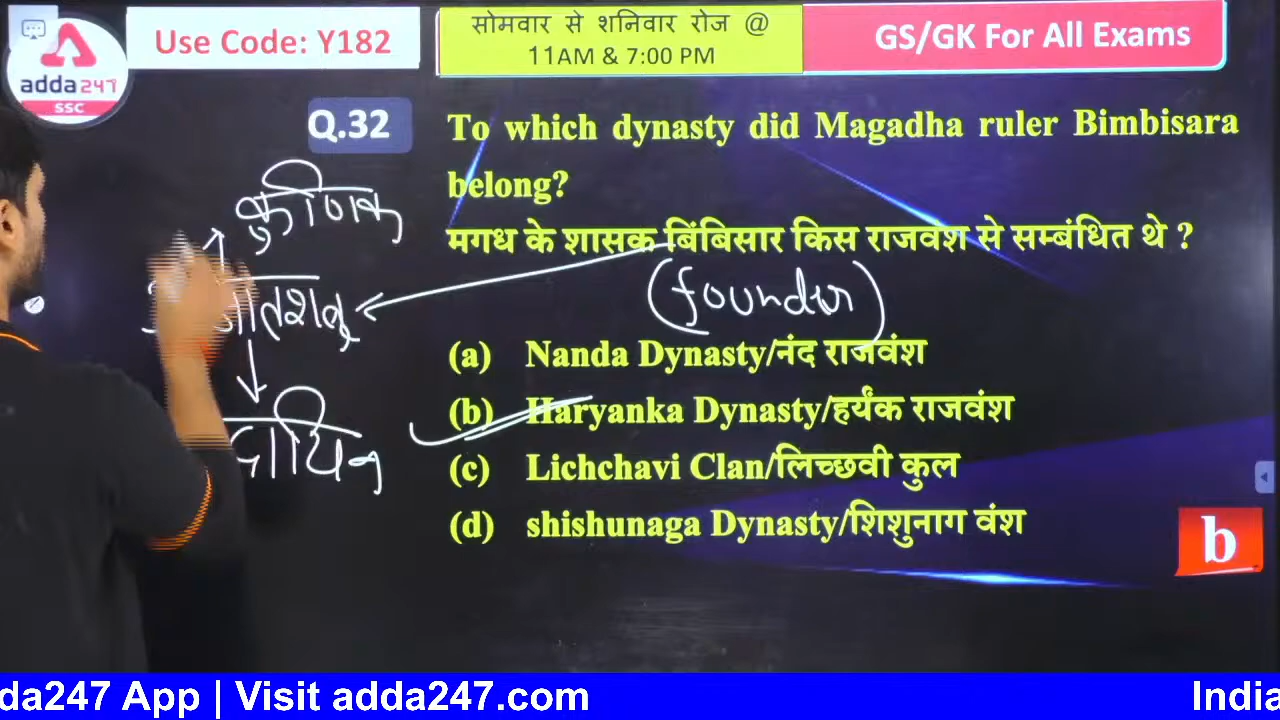 Use Code: Y182
सोमवार से शनिवार रोज @
11AM & 7:00 PM
GS/GK For All Exams
adda247
SSC
Q.32
To which dynasty did Magadha ruler Bimbisara
belong?
मगध के शासक बिंबिसार किस राजवंश से सम्बंधित थे ?
कुणिक
(founder)
(a) Nanda Dynasty/नंद राजवंश
(b) Haryanka Dynasty/हर्यंक राजवंश
(c) Lichchavi Clan/लिच्छवी कुल
(d) shishunaga Dynasty/शिशुनाग वंश
b
dda247 App | Visit adda247.com
India